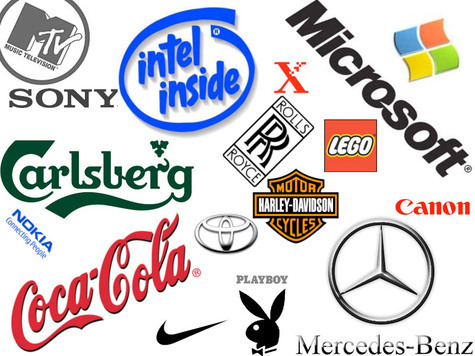 MTV
MUSIC TELEVISION®
SONY
intel
inside
®
X
Microsoft®
ROLLS
RR
ROYCE
LEGO
Carlsberg
NOKIA
Connecting People
MOTOR
HARLEY-DAVIDSON
CYCLES
Canon
Coca-Cola®
PLAYBOY
Mercedes-Benz